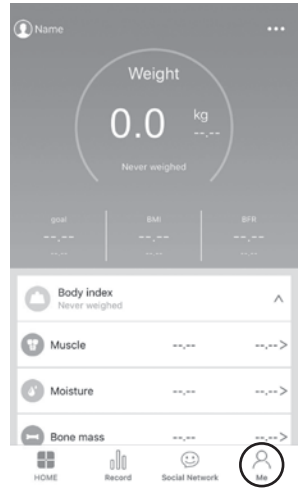 Name
Weight
0.0 kg
--.--
Never weighed
goal BMI BFR
--.-- --.-- --.--
--.-- --.-- --.--
Body index
Never weighed
Muscle --.-- --.-->
Moisture --.-- --.-->
Bone mass --.-- --.-->
HOME Record Social Network Me